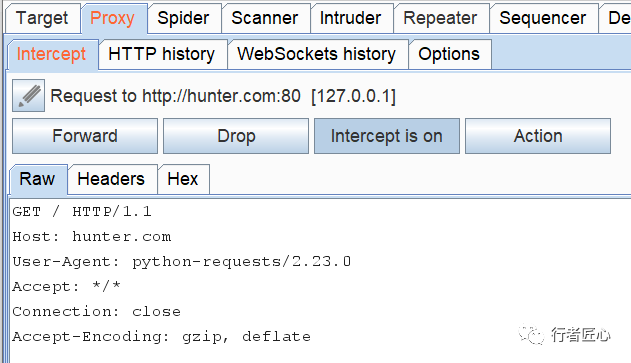 Target Proxy Spider Scanner Intruder Repeater Sequencer De
Intercept HTTP history WebSockets history Options
Request to http://hunter.com:80 [127.0.0.1]
Forward Drop Intercept is on Action
Raw Headers Hex
GET / HTTP/1.1
Host: hunter.com
User-Agent: python-requests/2.23.0
Accept: */*
Connection: close
Accept-Encoding: gzip, deflate
行者匠心